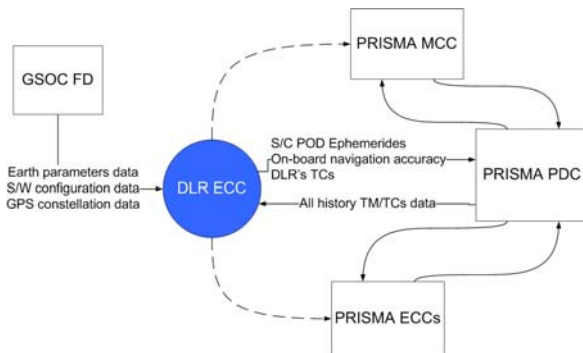 PRISMA MCC
GSOC FD
S/C POD Ephemerides
On-board navigation accuracy
DLR's TCs
Earth parameters data
S/W configuration data
GPS constellation data
DLR ECC
PRISMA PDC
All history TM/TCs data
PRISMA ECCs